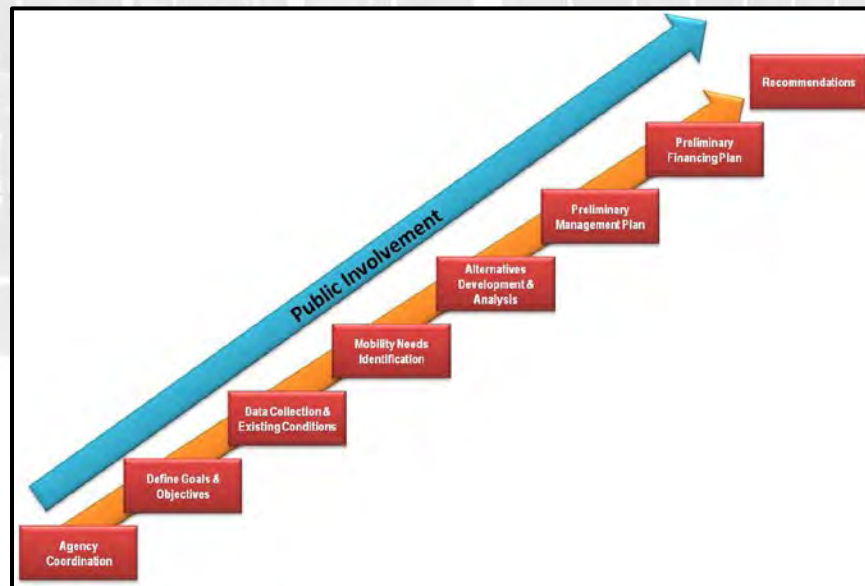 Recommendations
Preliminary
Financing Plan
Preliminary
Management Plan
Public Involvement
Alternatives
Development &
Analysis
Mobility Needs
Identification
Data Collection &
Existing Conditions
Define Goals &
Objectives
Agency
Coordination